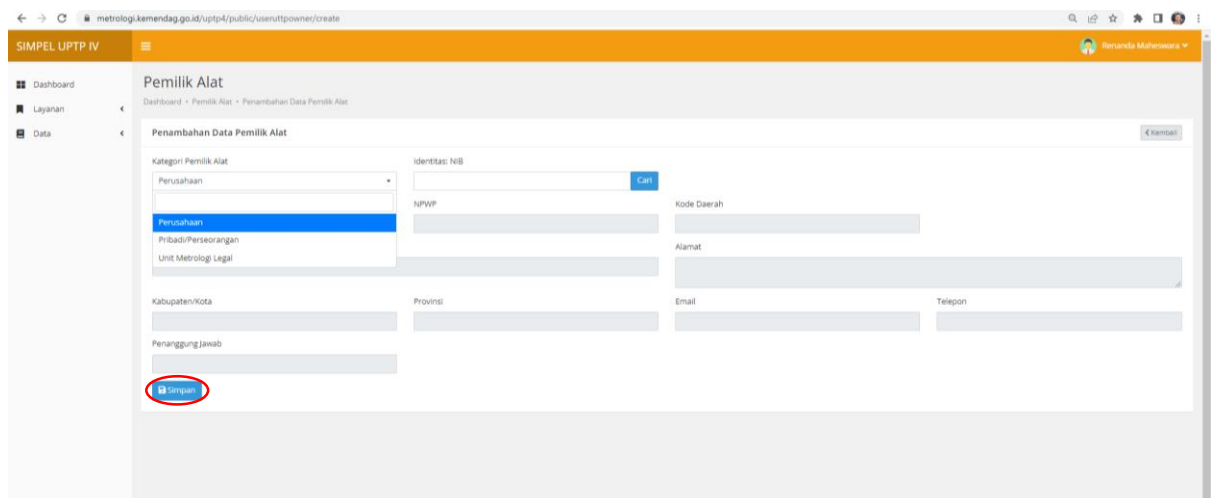 metrologi.kemendag.go.id/uptp4/public/useruttpowner/create
SIMPEL UPTP IV
Renanda Maheswara
Dashboard
Layanan
Data
Pemilik Alat
Dashboard • Pemilik Alat • Penambahan Data Pemilik Alat
Penambahan Data Pemilik Alat
Kembali
Kategori Pemilik Alat
Identitas: NIB
Perusahaan
Cari
NPWP
Kode Daerah
Perusahaan
Pribadi/Perseorangan
Alamat
Unit Metrologi Legal
Kabupaten/Kota
Provinsi
Email
Telepon
Penanggung Jawab
Simpan